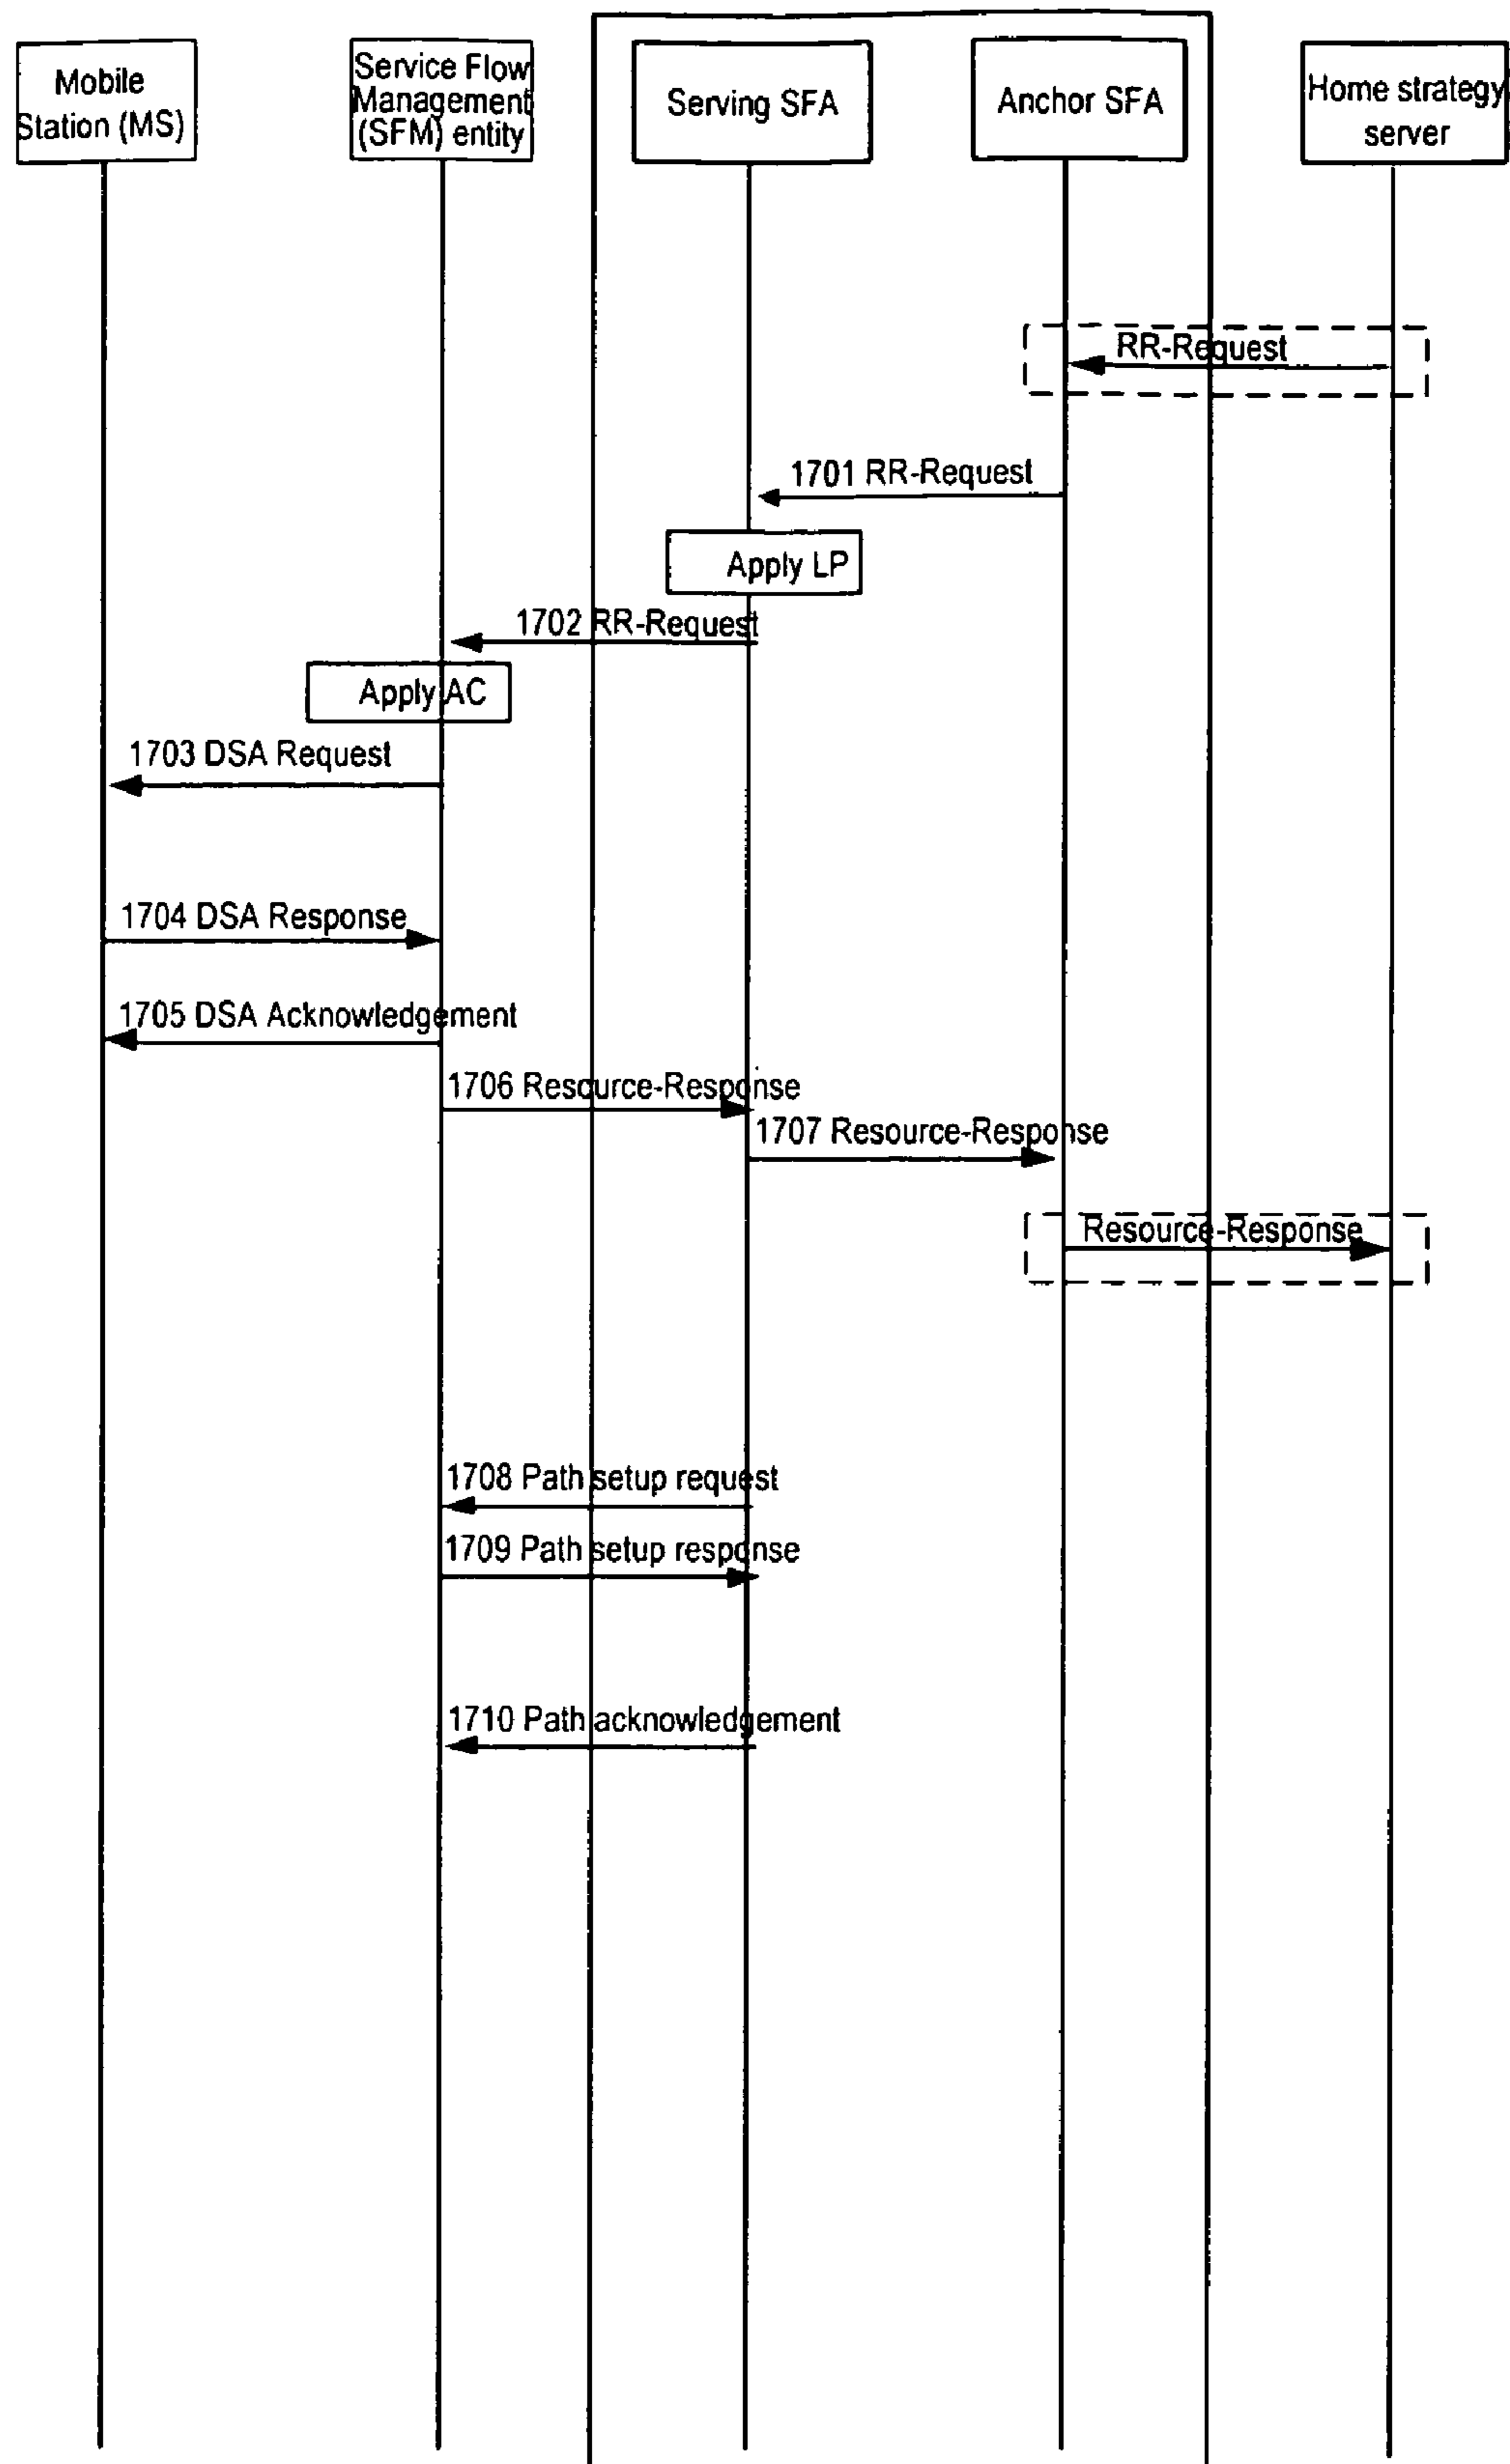 Mobile
Station (MS)
Service Flow
Management
(SFM) entity
Serving SFA
Anchor SFA
Home strategy
server
RR-Request
1701 RR-Request
Apply LP
1702 RR-Request
Apply AC
1703 DSA Request
1704 DSA Response
1705 DSA Acknowledgement
1706 Resource-Response
1707 Resource-Response
Resource-Response
1708 Path setup request
1709 Path setup response
1710 Path acknowledgement